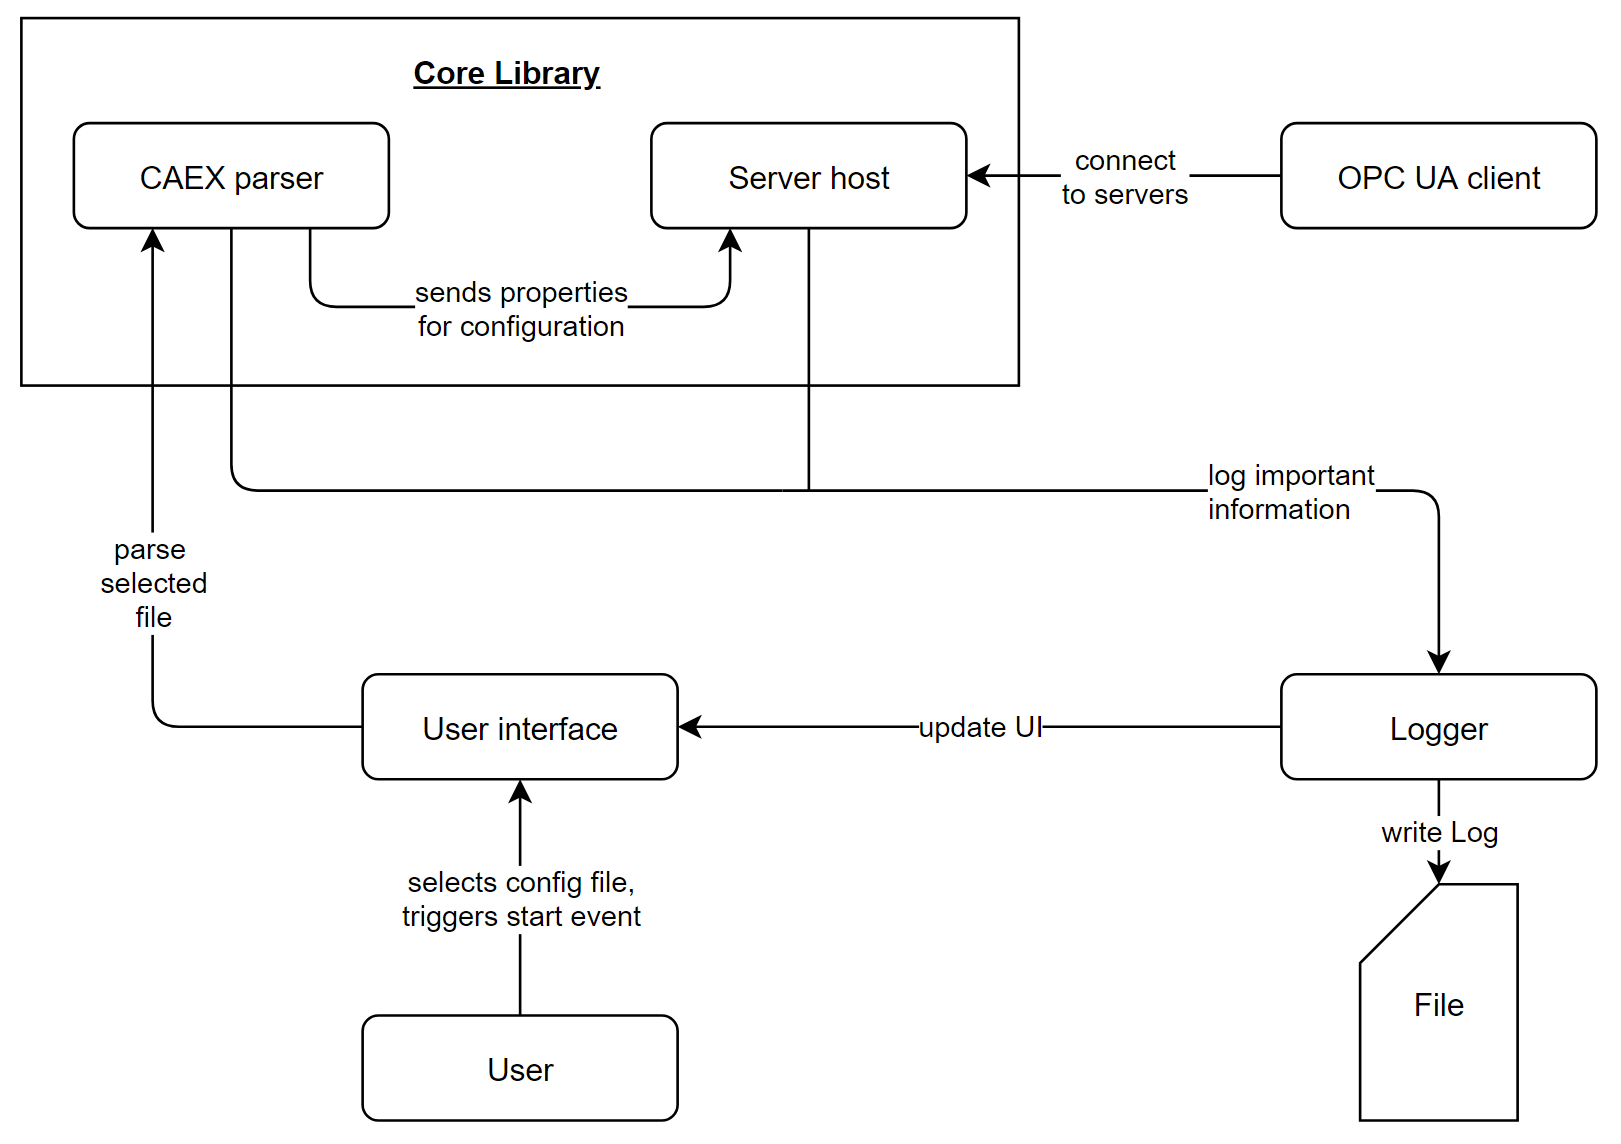 Core Library
CAEX parser
Server host
connect
to servers
OPC UA client
sends properties
for configuration
log important
information
parse
selected
file
User interface
update UI
Logger
write Log
selects config file,
triggers start event
File
User